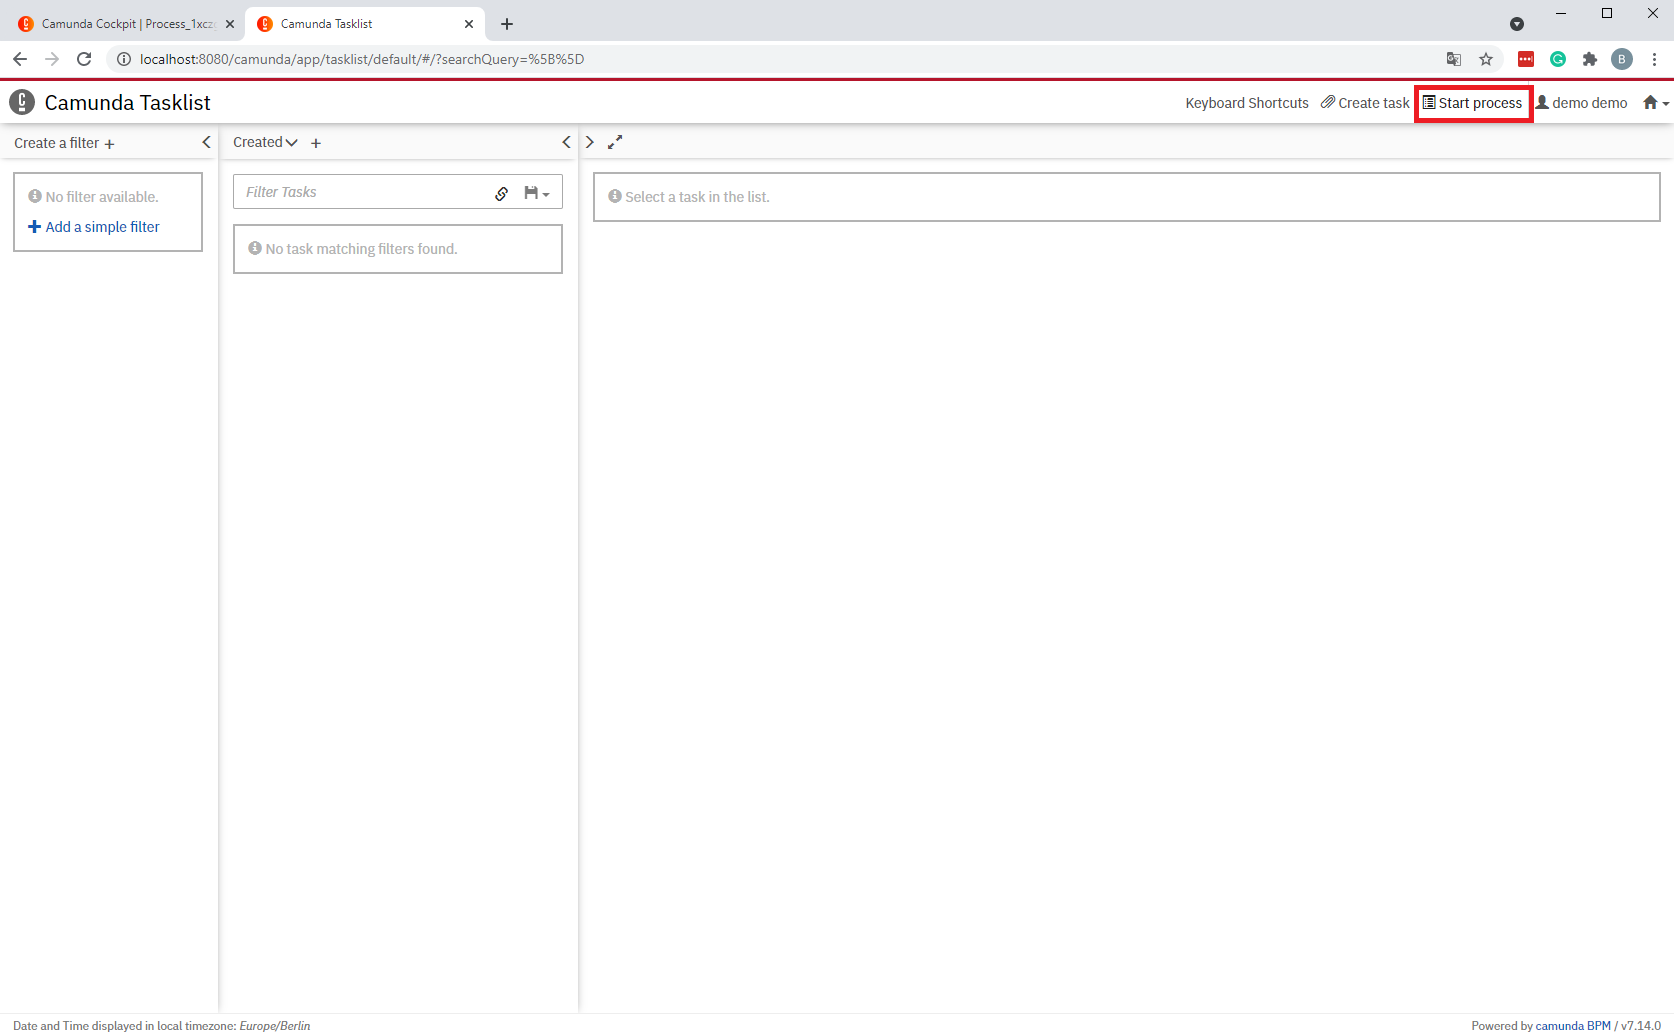 Camunda Cockpit | Process_1xcz
Camunda Tasklist
localhost:8080/camunda/app/tasklist/default/#/?searchQuery=%5B%5D
B
Camunda Tasklist
Keyboard Shortcuts
Create task
Start process
demo demo
Create a filter +
Created
+
No filter available.
Add a simple filter
Filter Tasks
No task matching filters found.
Select a task in the list.
Date and Time displayed in local timezone: Europe/Berlin
Powered by camunda BPM / v7.14.0